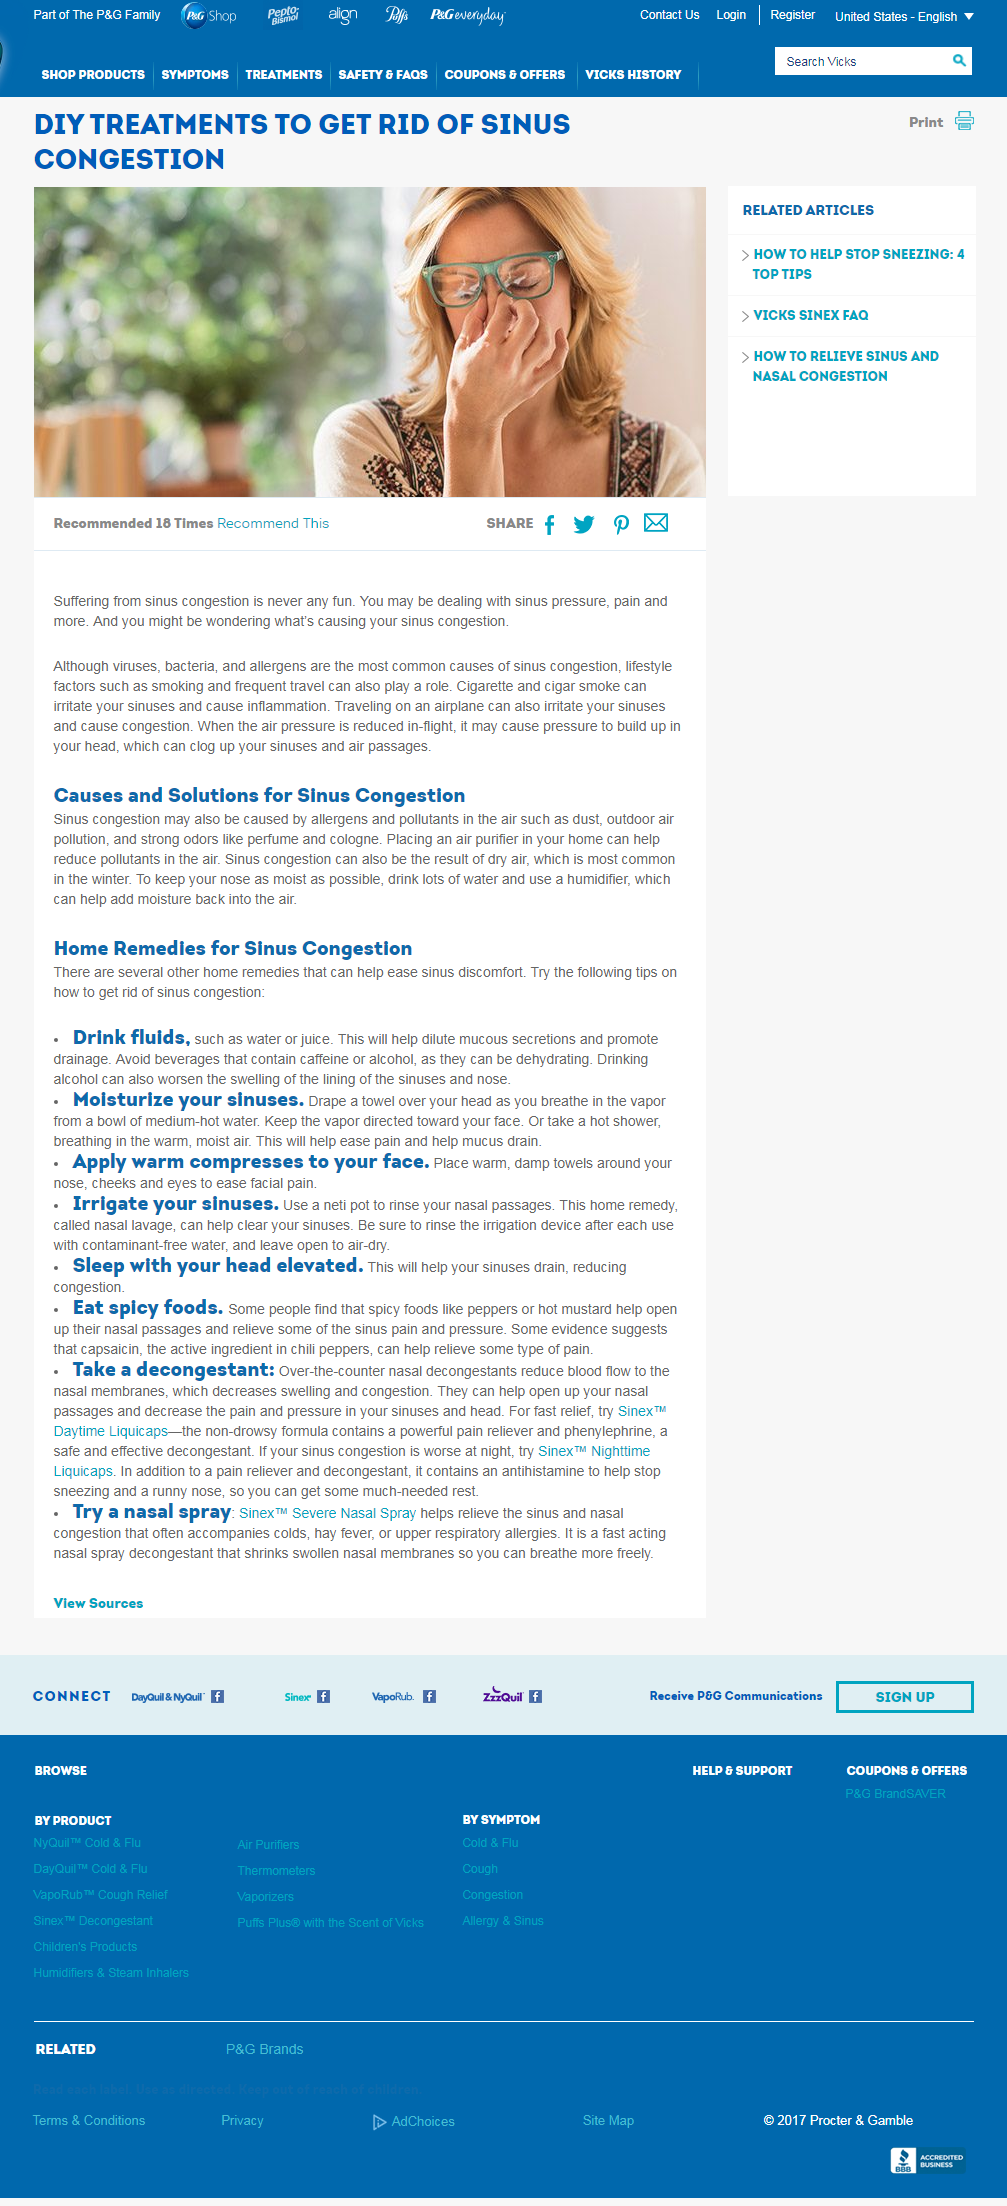 Part of The P&G Family P&G Shop Pepto Bismol align Puffs P&G everyday Contact Us Login Register United States - English
SHOP PRODUCTS SYMPTOMS TREATMENTS SAFETY & FAQS COUPONS & OFFERS VICKS HISTORY Search Vicks
DIY TREATMENTS TO GET RID OF SINUS
CONGESTION
Print
RELATED ARTICLES
HOW TO HELP STOP SNEEZING: 4
TOP TIPS
VICKS SINEX FAQ
HOW TO RELIEVE SINUS AND
NASAL CONGESTION
Recommended 18 Times Recommend This SHARE
Suffering from sinus congestion is never any fun. You may be dealing with sinus pressure, pain and
more. And you might be wondering what's causing your sinus congestion.
Although viruses, bacteria, and allergens are the most common causes of sinus congestion, lifestyle
factors such as smoking and frequent travel can also play a role. Cigarette and cigar smoke can
irritate your sinuses and cause inflammation. Traveling on an airplane can also irritate your sinuses
and cause congestion. When the air pressure is reduced in-flight, it may cause pressure to build up in
your head, which can clog up your sinuses and air passages.
Causes and Solutions for Sinus Congestion
Sinus congestion may also be caused by allergens and pollutants in the air such as dust, outdoor air
pollution, and strong odors like perfume and cologne. Placing an air purifier in your home can help
reduce pollutants in the air. Sinus congestion can also be the result of dry air, which is most common
in the winter. To keep your nose as moist as possible, drink lots of water and use a humidifier, which
can help add moisture back into the air.
Home Remedies for Sinus Congestion
There are several other home remedies that can help ease sinus discomfort. Try the following tips on
how to get rid of sinus congestion:
• Drink fluids, such as water or juice. This will help dilute mucous secretions and promote
drainage. Avoid beverages that contain caffeine or alcohol, as they can be dehydrating. Drinking
alcohol can also worsen the swelling of the lining of the sinuses and nose.
• Moisturize your sinuses. Drape a towel over your head as you breathe in the vapor
from a bowl of medium-hot water. Keep the vapor directed toward your face. Or take a hot shower,
breathing in the warm, moist air. This will help ease pain and help mucus drain.
• Apply warm compresses to your face. Place warm, damp towels around your
nose, cheeks and eyes to ease facial pain.
• Irrigate your sinuses. Use a neti pot to rinse your nasal passages. This home remedy,
called nasal lavage, can help clear your sinuses. Be sure to rinse the irrigation device after each use
with contaminant-free water, and leave open to air-dry.
• Sleep with your head elevated. This will help your sinuses drain, reducing
congestion.
• Eat spicy foods. Some people find that spicy foods like peppers or hot mustard help open
up their nasal passages and relieve some of the sinus pain and pressure. Some evidence suggests
that capsaicin, the active ingredient in chili peppers, can help relieve some type of pain.
• Take a decongestant: Over-the-counter nasal decongestants reduce blood flow to the
nasal membranes, which decreases swelling and congestion. They can help open up your nasal
passages and decrease the pain and pressure in your sinuses and head. For fast relief, try Sinex™
Daytime Liquicaps—the non-drowsy formula contains a powerful pain reliever and phenylephrine, a
safe and effective decongestant. If your sinus congestion is worse at night, try Sinex™ Nighttime
Liquicaps. In addition to a pain reliever and decongestant, it contains an antihistamine to help stop
sneezing and a runny nose, so you can get some much-needed rest.
• Try a nasal spray: Sinex™ Severe Nasal Spray helps relieve the sinus and nasal
congestion that often accompanies colds, hay fever, or upper respiratory allergies. It is a fast acting
nasal spray decongestant that shrinks swollen nasal membranes so you can breathe more freely.
View Sources
CONNECT DayQuil & NyQuil Sinex VapoRub. ZzzQuil Receive P&G Communications SIGN UP
BROWSE HELP & SUPPORT COUPONS & OFFERS
P&G BrandSAVER
BY PRODUCT BY SYMPTOM
NyQuil™ Cold & Flu Air Purifiers Cold & Flu
DayQuil™ Cold & Flu Thermometers Cough
VapoRub™ Cough Relief Vaporizers Congestion
Sinex™ Decongestant Puffs Plus® with the Scent of Vicks Allergy & Sinus
Children's Products
Humidifiers & Steam Inhalers
RELATED P&G Brands
Terms & Conditions Privacy AdChoices Site Map © 2017 Procter & Gamble
BBB ACCREDITED
BUSINESS